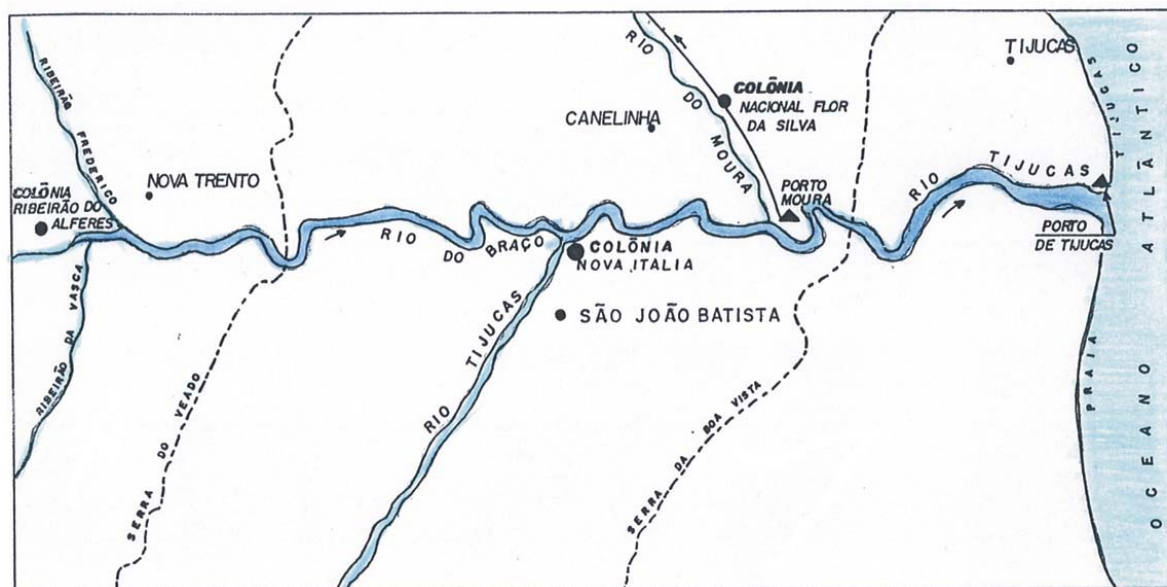 RIBEIRÃO FREDERICO
COLÔNIA
RIBEIRÃO DO
ALFERES
NOVA TRENTO
RIBEIRÃO DA VASCA
SERRA DO VEADO
RIO DO BRAÇO
RIO TIJUCAS
COLÔNIA
NOVA ITALIA
SÃO JOÃO BATISTA
CANELINHA
RIO DO MOURA
COLÔNIA
NACIONAL FLOR
DA SILVA
PORTO
MOURA
SERRA DA BOA VISTA
TIJUCAS
RIO TIJUCAS
PORTO
DE TIJUCAS
PRAIA TIJUCAS
OCEANO ATLÂNTICO